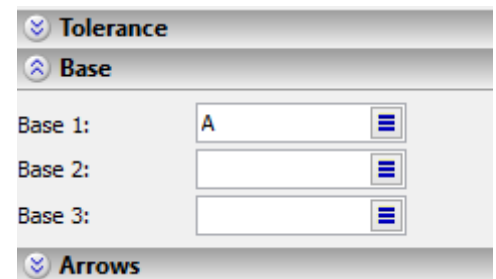 Tolerance
Base
Base 1: A
Base 2:
Base 3:
Arrows